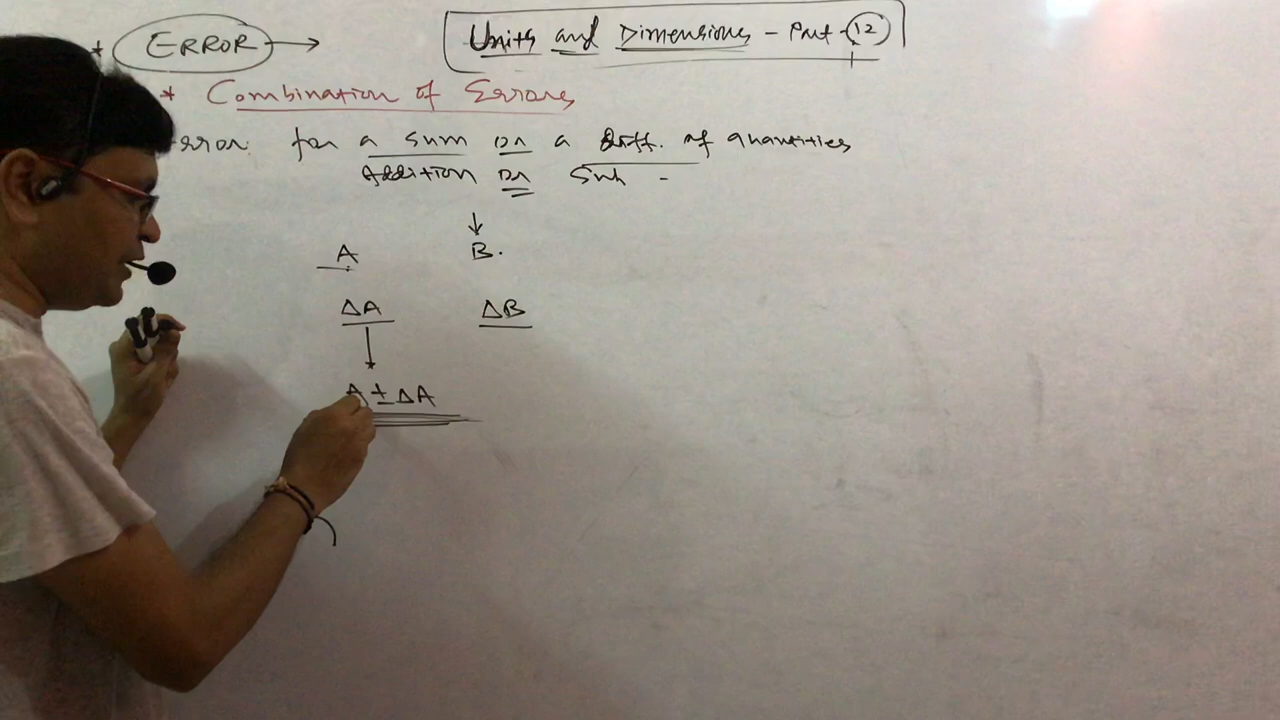 * ERROR → Units and Dimensions - Part - 12
* Combination of Errors
rror for a sum or a Diff. of quantities
Addition or Sub -
↓
A B.
ΔA ΔB
↓
A ± ΔA